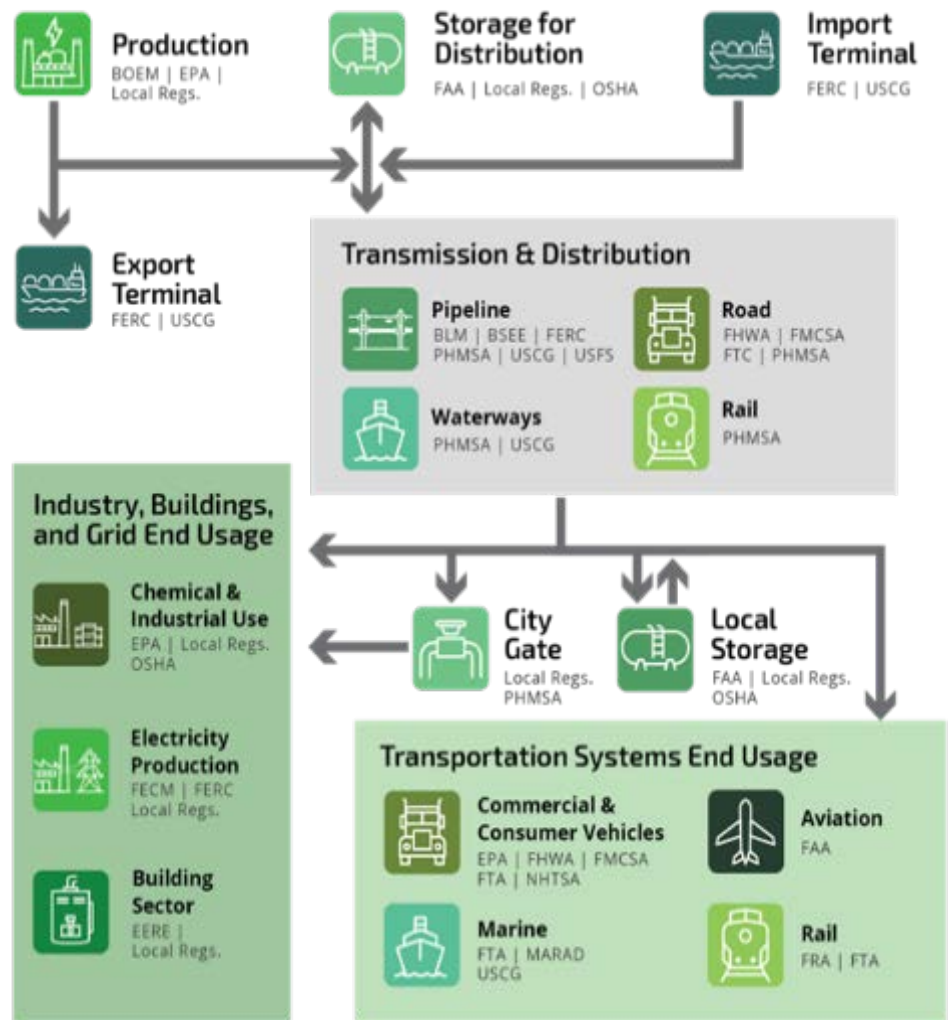 Production
BOEM | EPA |
Local Regs.
Storage for
Distribution
FAA | Local Regs. | OSHA
Import
Terminal
FERC | USCG
Export
Terminal
FERC | USCG
Transmission & Distribution
Pipeline
BLM | BSEE | FERC
PHMSA | USCG | USFS
Road
FHWA | FMCSA
FTC | PHMSA
Waterways
PHMSA | USCG
Rail
PHMSA
Industry, Buildings,
and Grid End Usage
Chemical &
Industrial Use
EPA | Local Regs.
OSHA
Electricity
Production
FECM | FERC
Local Regs.
Building
Sector
EERE |
Local Regs.
City
Gate
Local Regs.
PHMSA
Local
Storage
FAA | Local Regs.
OSHA
Transportation Systems End Usage
Commercial &
Consumer Vehicles
EPA | FHWA | FMCSA
FTA | NHTSA
Aviation
FAA
Marine
FTA | MARAD
USCG
Rail
FRA | FTA